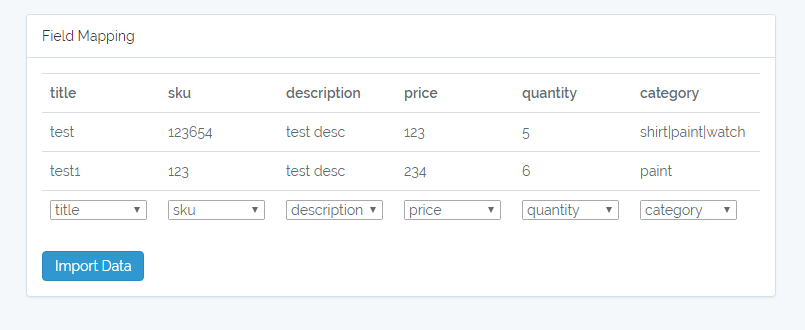 Field Mapping
title sku description price quantity category
test 123654 test desc 123 5 shirt|paint|watch
test1 123 test desc 234 6 paint
title sku description price quantity category
Import Data